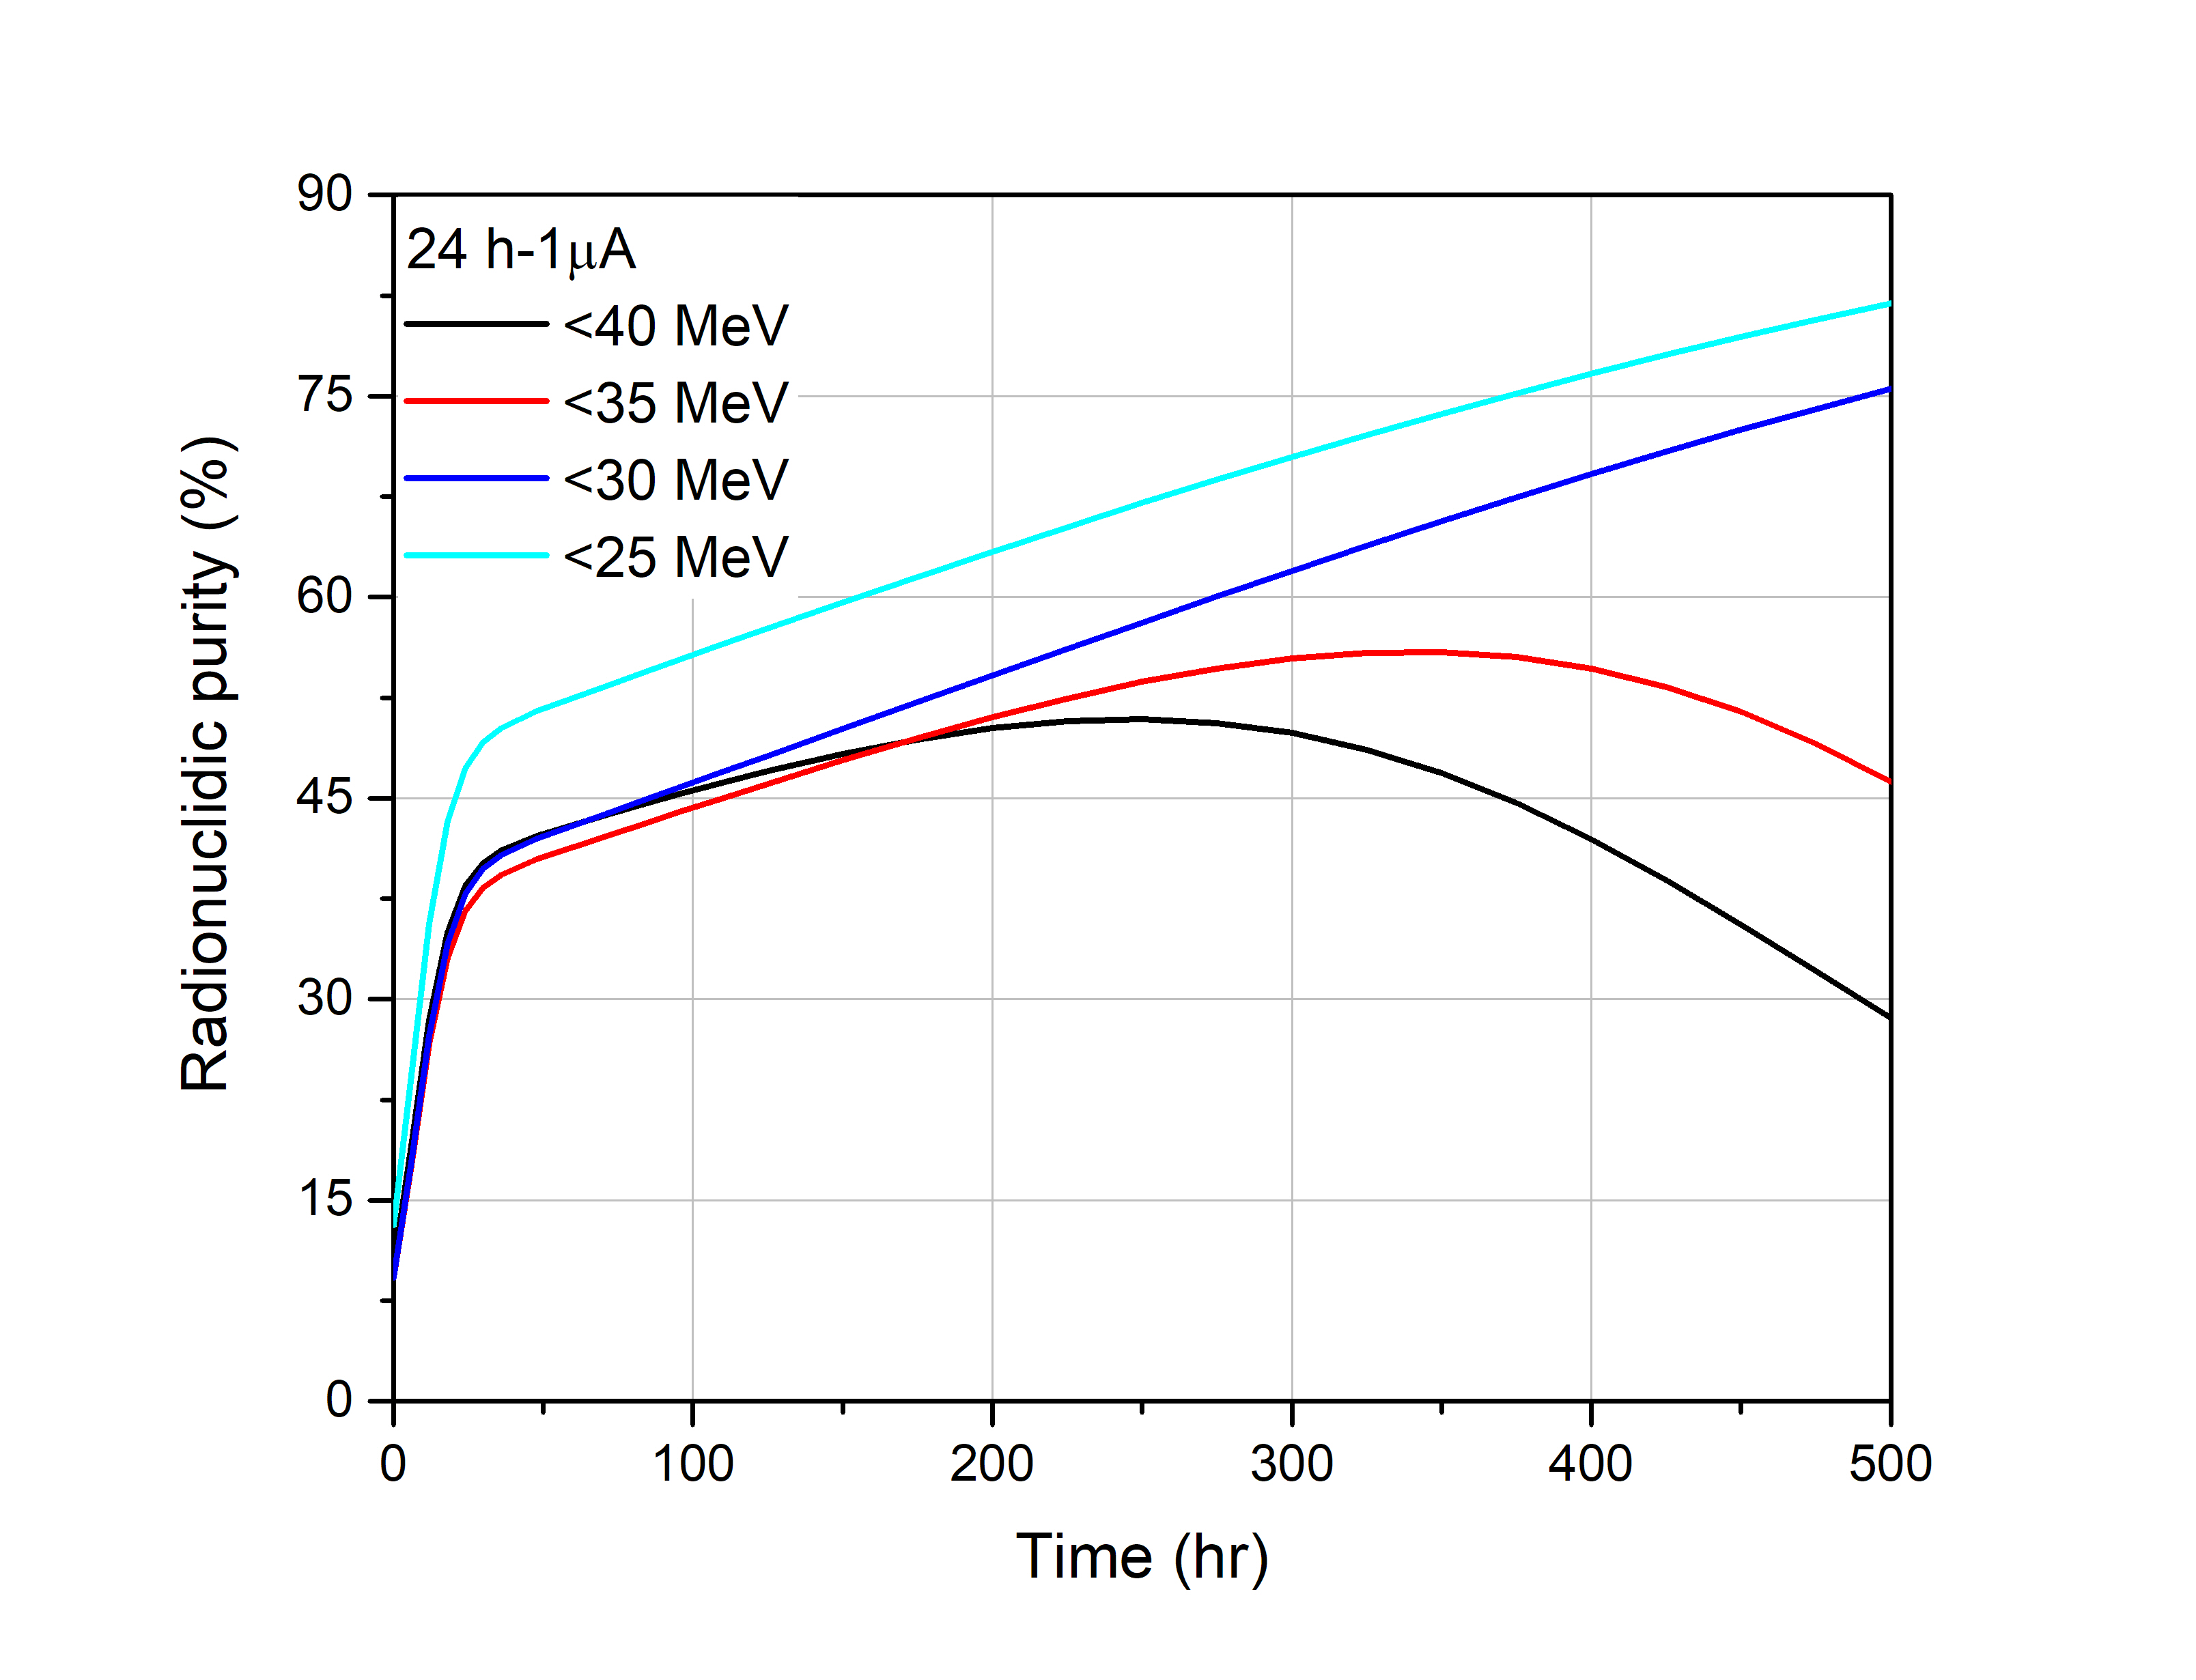 24 h-1μA
<40 MeV
<35 MeV
<30 MeV
<25 MeV
Radionuclidic purity (%)
90
75
60
45
30
15
0
0 100 200 300 400 500
Time (hr)